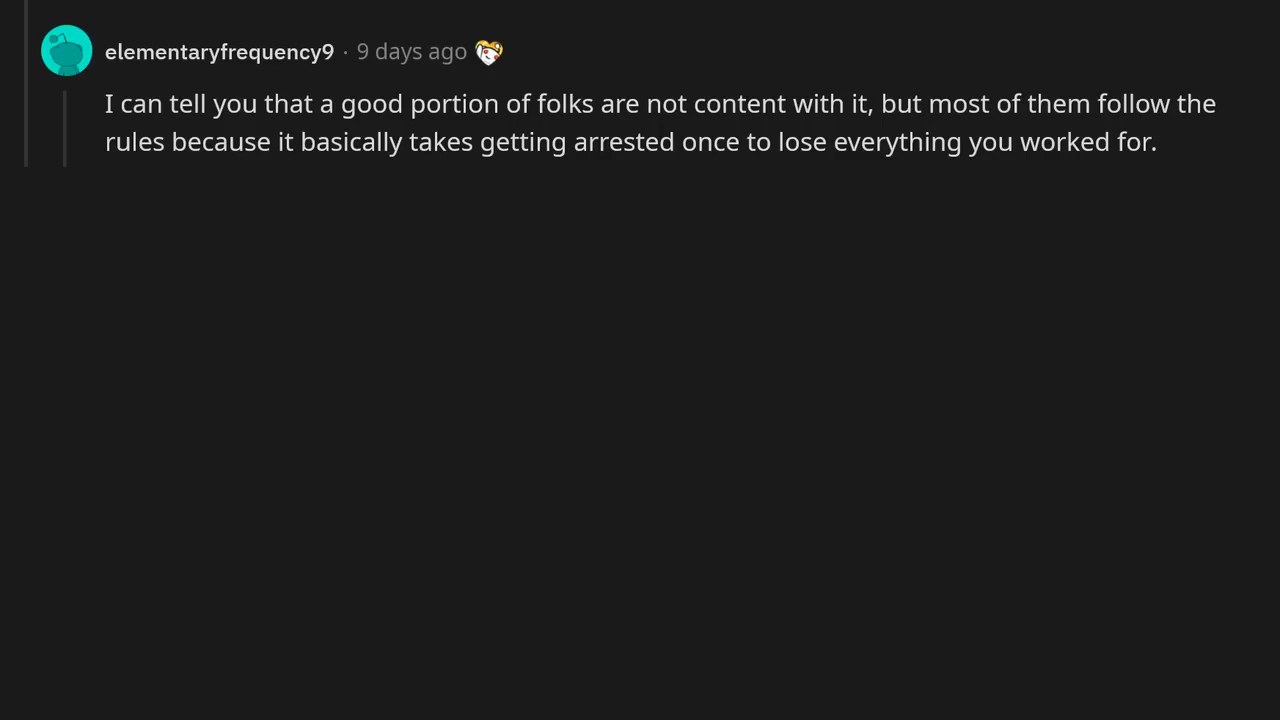 elementaryfrequency9 · 9 days ago
I can tell you that a good portion of folks are not content with it, but most of them follow the
rules because it basically takes getting arrested once to lose everything you worked for.